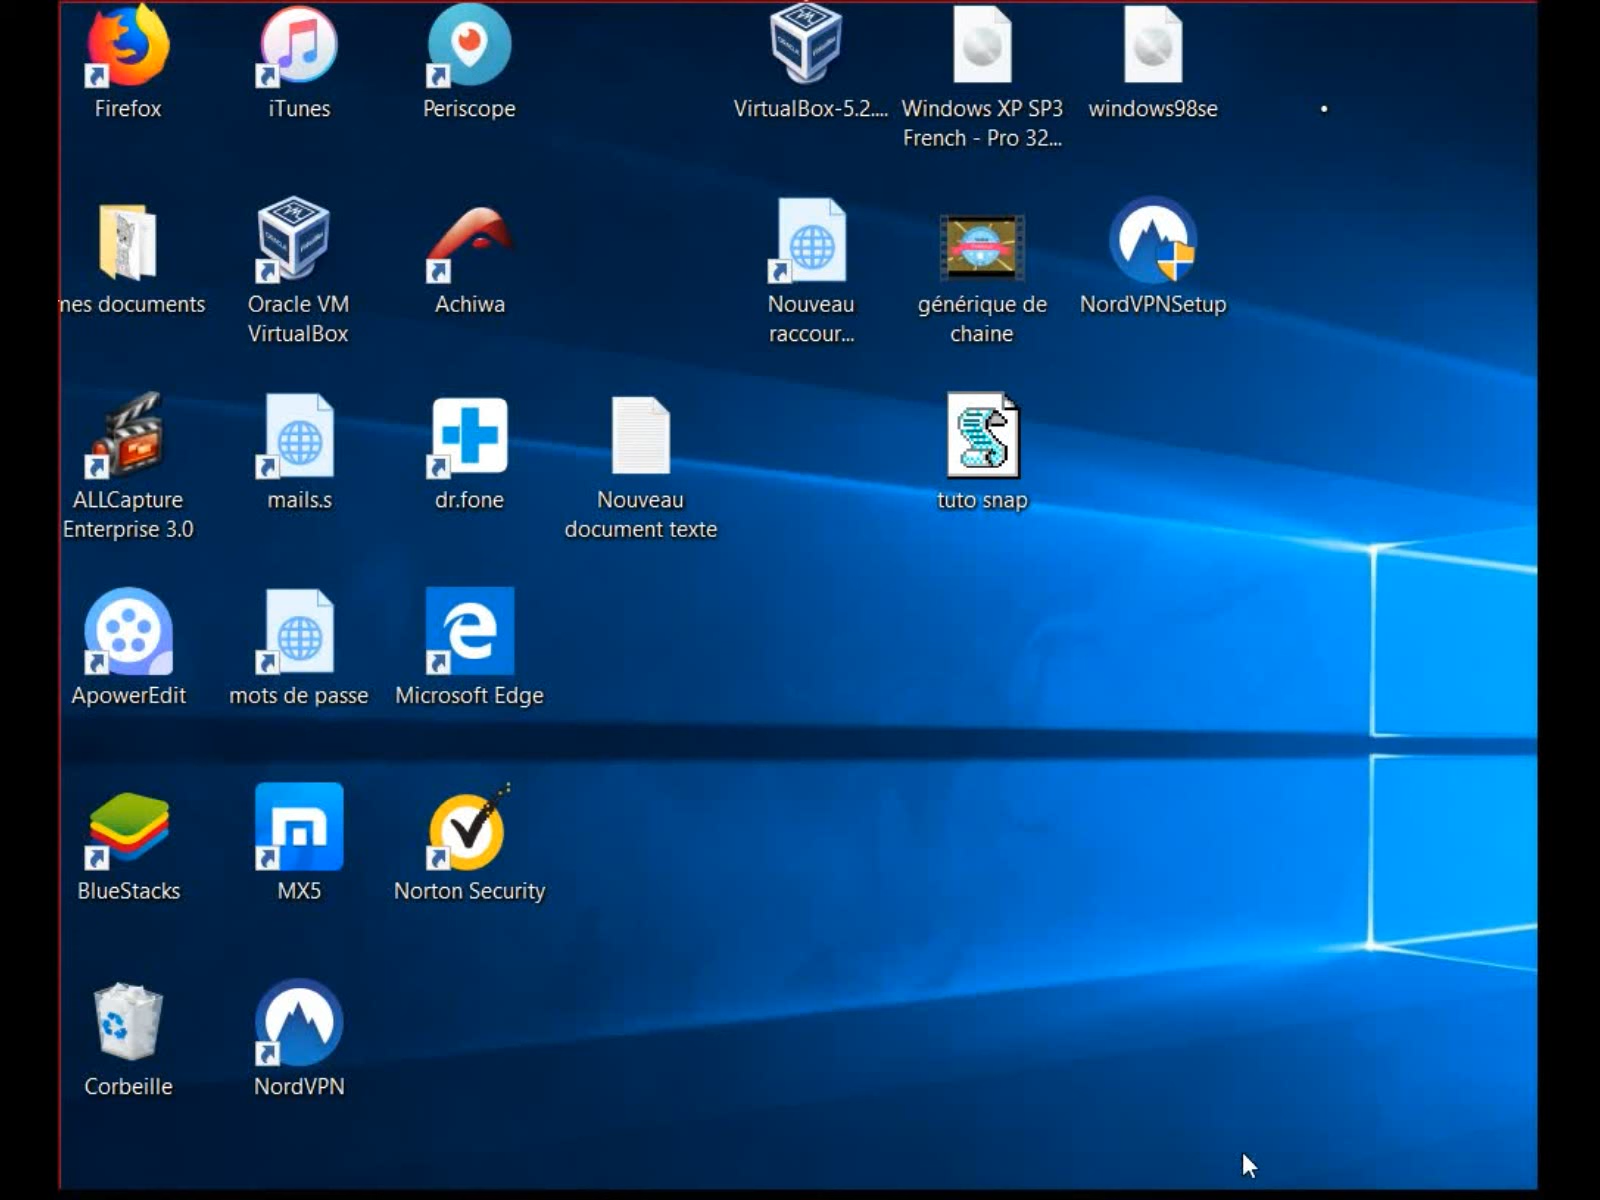 Firefox
iTunes
Periscope
VirtualBox-5.2....
Windows XP SP3
French - Pro 32...
windows98se
mes documents
Oracle VM
VirtualBox
Achiwa
Nouveau
raccour...
générique de
chaine
NordVPNSetup
ALLCapture
Enterprise 3.0
mails.s
dr.fone
Nouveau
document texte
tuto snap
ApowerEdit
mots de passe
Microsoft Edge
BlueStacks
MX5
Norton Security
Corbeille
NordVPN